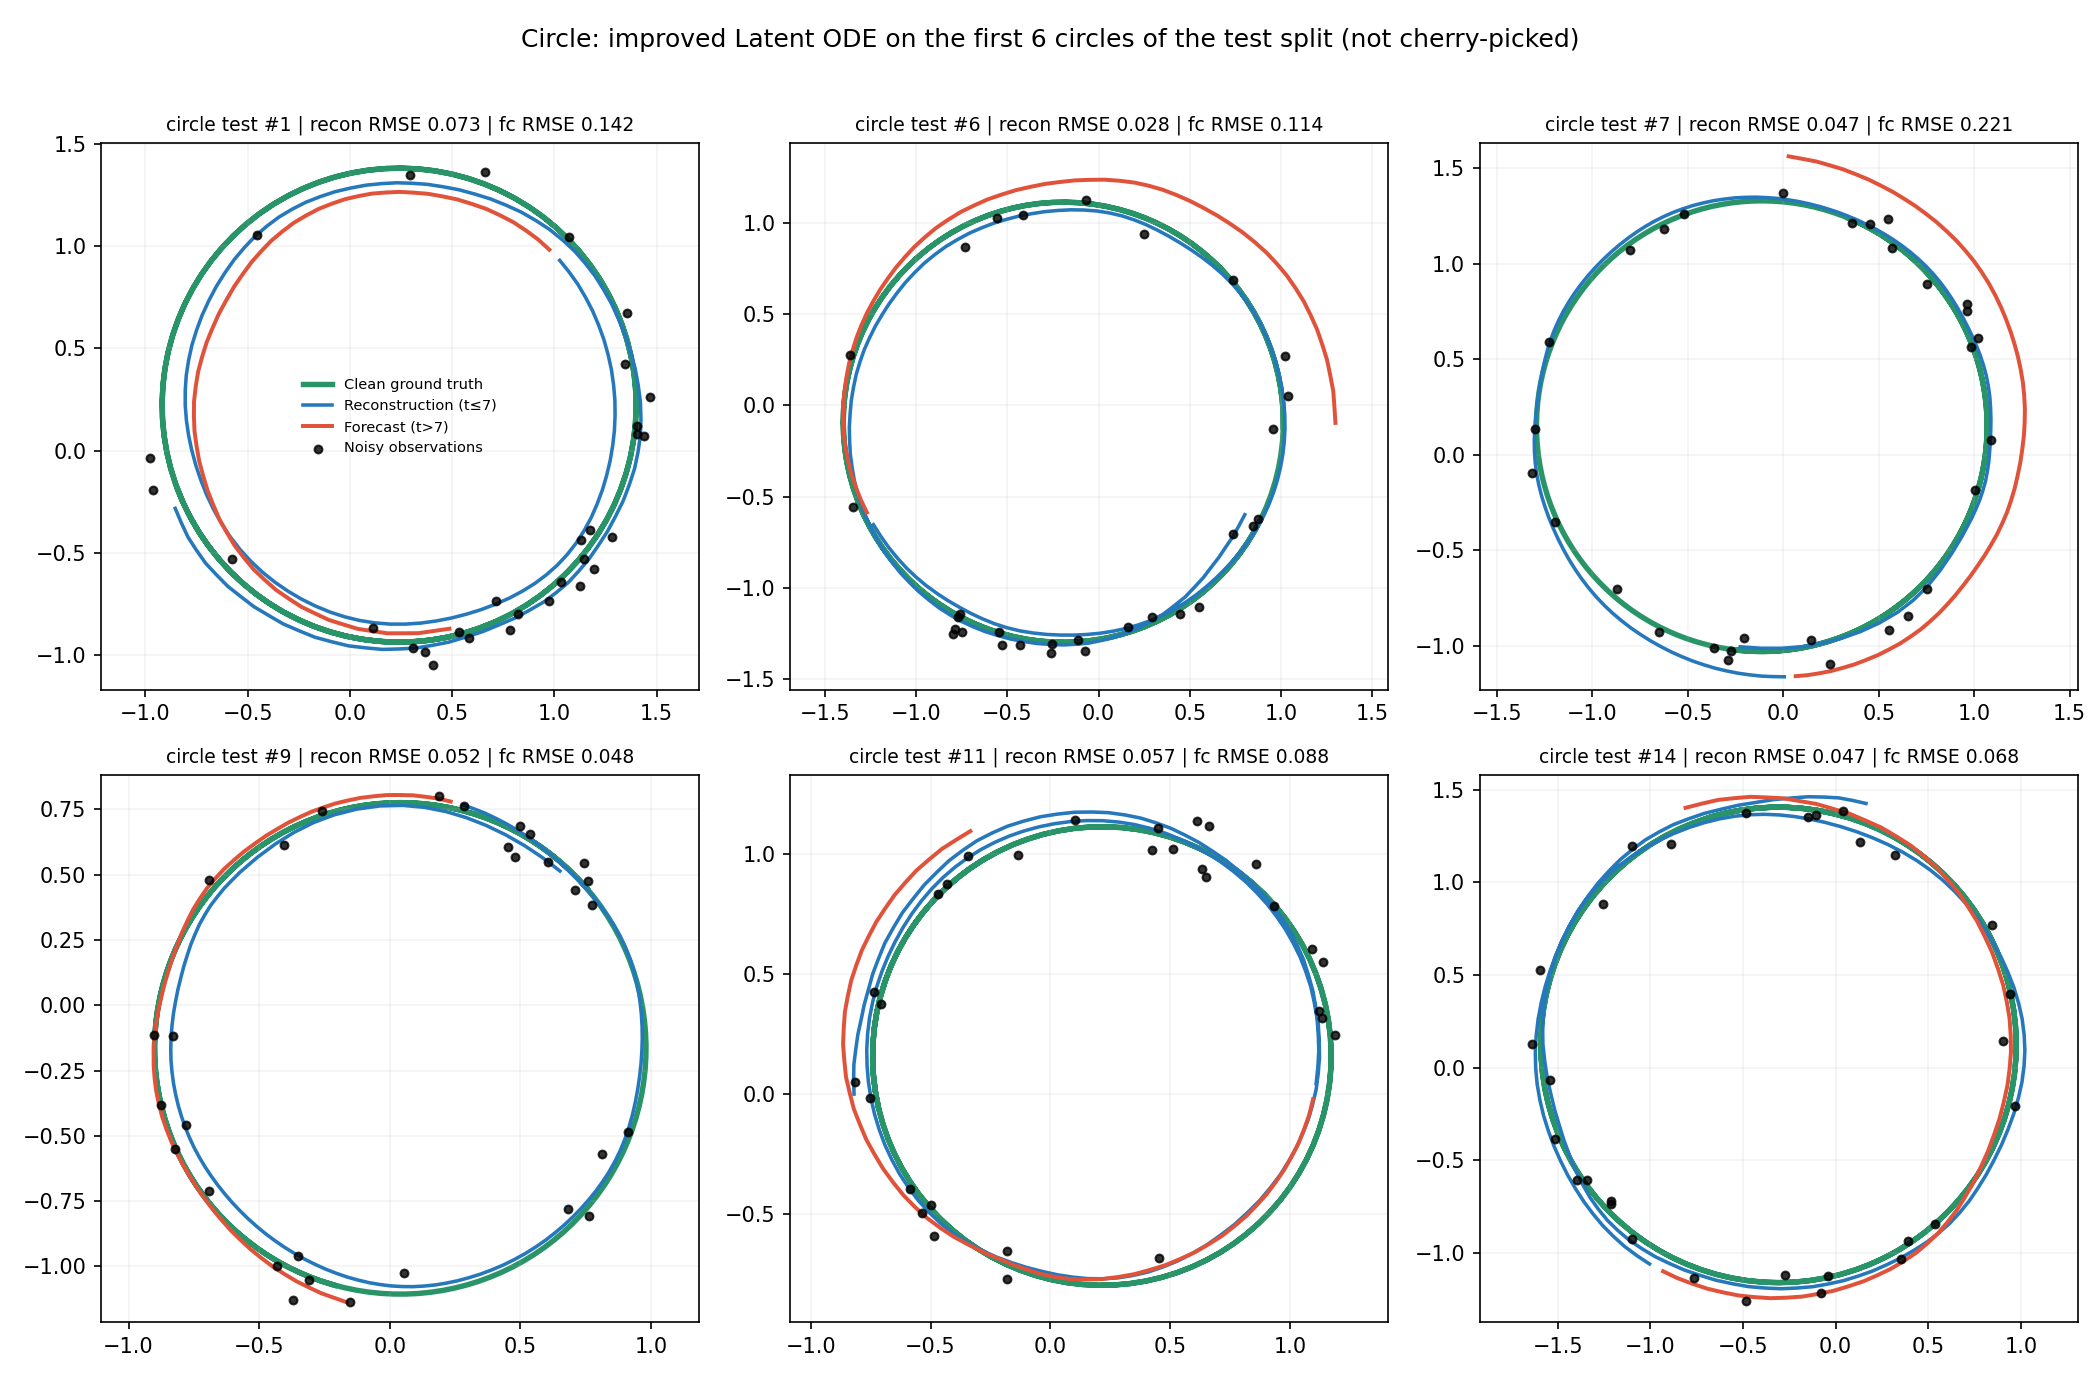 Circle: improved Latent ODE on the first 6 circles of the test split (not cherry-picked)
circle test #1 | recon RMSE 0.073 | fc RMSE 0.142
1.5
1.0
0.5
0.0
−0.5
−1.0
Clean ground truth
Reconstruction (t≤7)
Forecast (t>7)
Noisy observations
−1.0 −0.5 0.0 0.5 1.0 1.5
circle test #6 | recon RMSE 0.028 | fc RMSE 0.114
1.0
0.5
0.0
−0.5
−1.0
−1.5
−1.5 −1.0 −0.5 0.0 0.5 1.0 1.5
circle test #7 | recon RMSE 0.047 | fc RMSE 0.221
1.5
1.0
0.5
0.0
−0.5
−1.0
−1.5 −1.0 −0.5 0.0 0.5 1.0 1.5
circle test #9 | recon RMSE 0.052 | fc RMSE 0.048
0.75
0.50
0.25
0.00
−0.25
−0.50
−0.75
−1.00
−1.0 −0.5 0.0 0.5 1.0
circle test #11 | recon RMSE 0.057 | fc RMSE 0.088
1.0
0.5
0.0
−0.5
−1.0 −0.5 0.0 0.5 1.0
circle test #14 | recon RMSE 0.047 | fc RMSE 0.068
1.5
1.0
0.5
0.0
−0.5
−1.0
−1.5 −1.0 −0.5 0.0 0.5 1.0